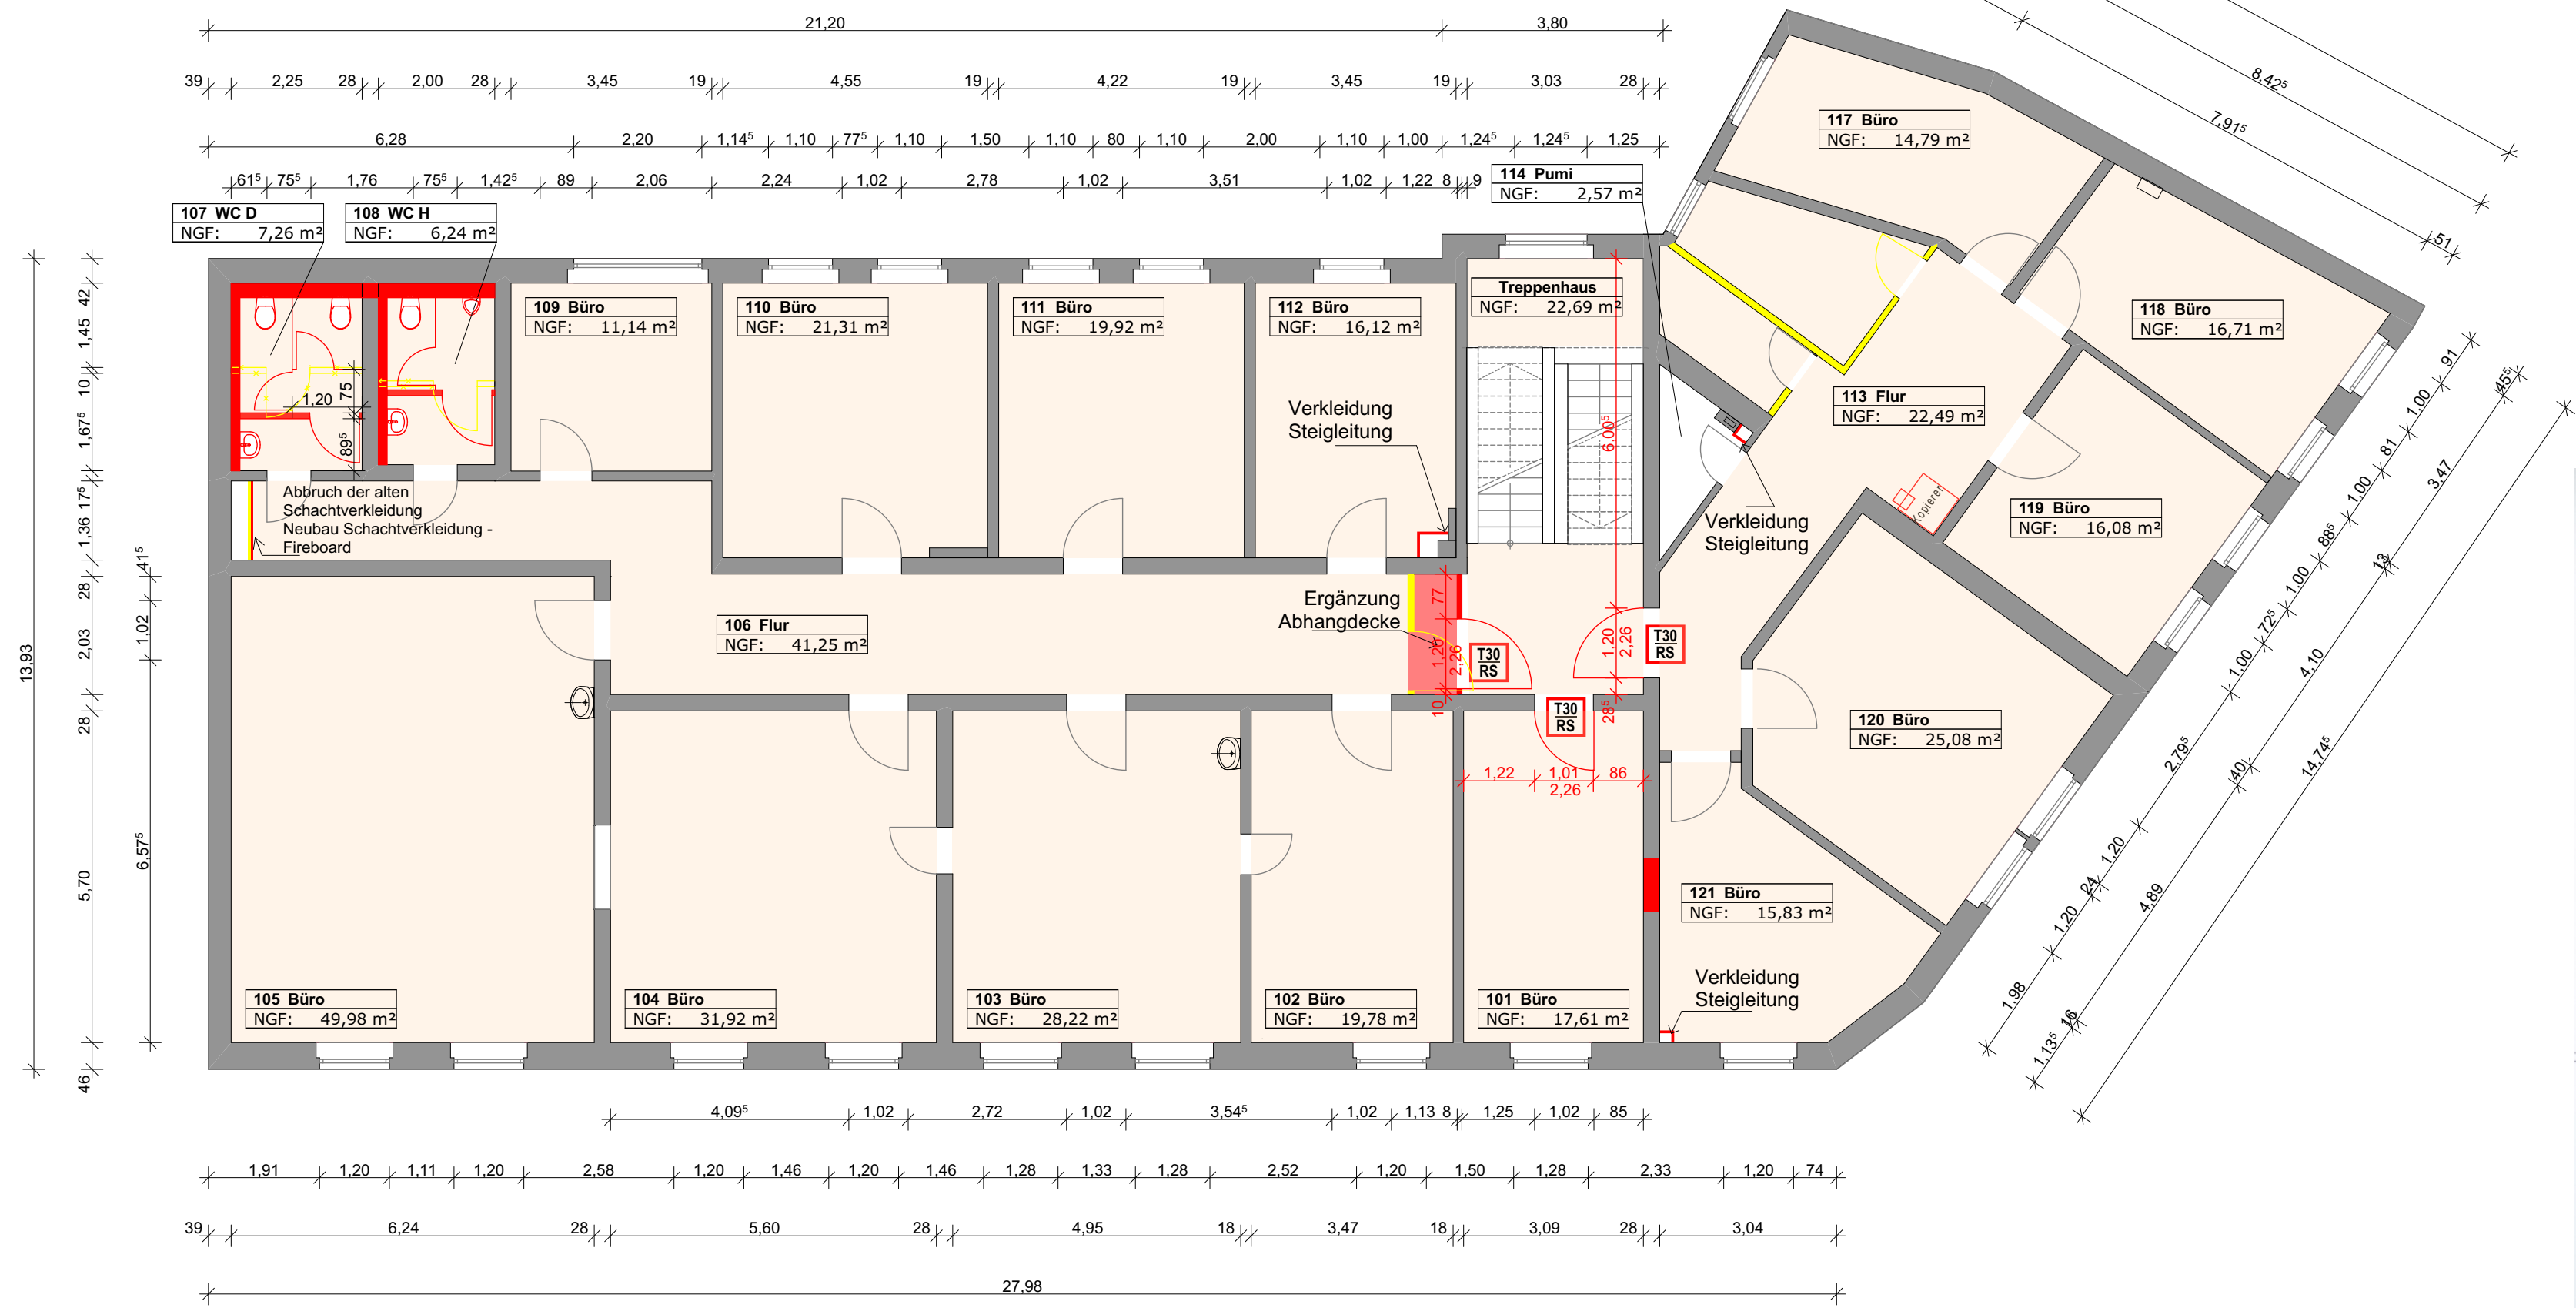 21,20 3,80
39 2,25 28 2,00 28 3,45 19 4,55 19 4,22 19 3,45 19 3,03 28
6,28 2,20 1,14⁵ 1,10 77⁵ 1,10 1,50 1,10 80 1,10 2,00 1,10 1,00 1,24⁵ 1,24⁵ 1,25
61⁵ 75⁵ 1,76 75⁵ 1,42⁵ 89 2,06 2,24 1,02 2,78 1,02 3,51 1,02 1,22 8 9
8,42⁵
7,91⁵
51
117 Büro
NGF: 14,79 m²
114 Pumi
NGF: 2,57 m²
107 WC D
NGF: 7,26 m²
108 WC H
NGF: 6,24 m²
109 Büro
NGF: 11,14 m²
110 Büro
NGF: 21,31 m²
111 Büro
NGF: 19,92 m²
112 Büro
NGF: 16,12 m²
Treppenhaus
NGF: 22,69 m²
118 Büro
NGF: 16,71 m²
113 Flur
NGF: 22,49 m²
119 Büro
NGF: 16,08 m²
Kopierer
Verkleidung
Steigleitung
Verkleidung
Steigleitung
1,20
75
89⁵
Abbruch der alten
Schachtverkleidung
Neubau Schachtverkleidung -
Fireboard
106 Flur
NGF: 41,25 m²
Ergänzung
Abhangdecke
77
1,20
2,26
10
6,00⁵
1,20
2,26
28⁵
T30
RS
T30
RS
T30
RS
1,22 1,01 86
2,26
120 Büro
NGF: 25,08 m²
121 Büro
NGF: 15,83 m²
Verkleidung
Steigleitung
105 Büro
NGF: 49,98 m²
104 Büro
NGF: 31,92 m²
103 Büro
NGF: 28,22 m²
102 Büro
NGF: 19,78 m²
101 Büro
NGF: 17,61 m²
13,93
42
1,45
10
1,67⁵
17⁵
1,36
28
2,03
28
5,70
46
41⁵
1,02
6,57⁵
91
1,00
81
1,00
88⁵
1,00
72⁵
1,00
2,79⁵
1,20
24
1,20
1,98
45⁵
3,47
13
4,10
40
4,89
16
1,13⁵
14,74⁵
4,09⁵ 1,02 2,72 1,02 3,54⁵ 1,02 1,13 8 1,25 1,02 85
1,91 1,20 1,11 1,20 2,58 1,20 1,46 1,20 1,46 1,28 1,33 1,28 2,52 1,20 1,50 1,28 2,33 1,20 74
39 6,24 28 5,60 28 4,95 18 3,47 18 3,09 28 3,04
27,98